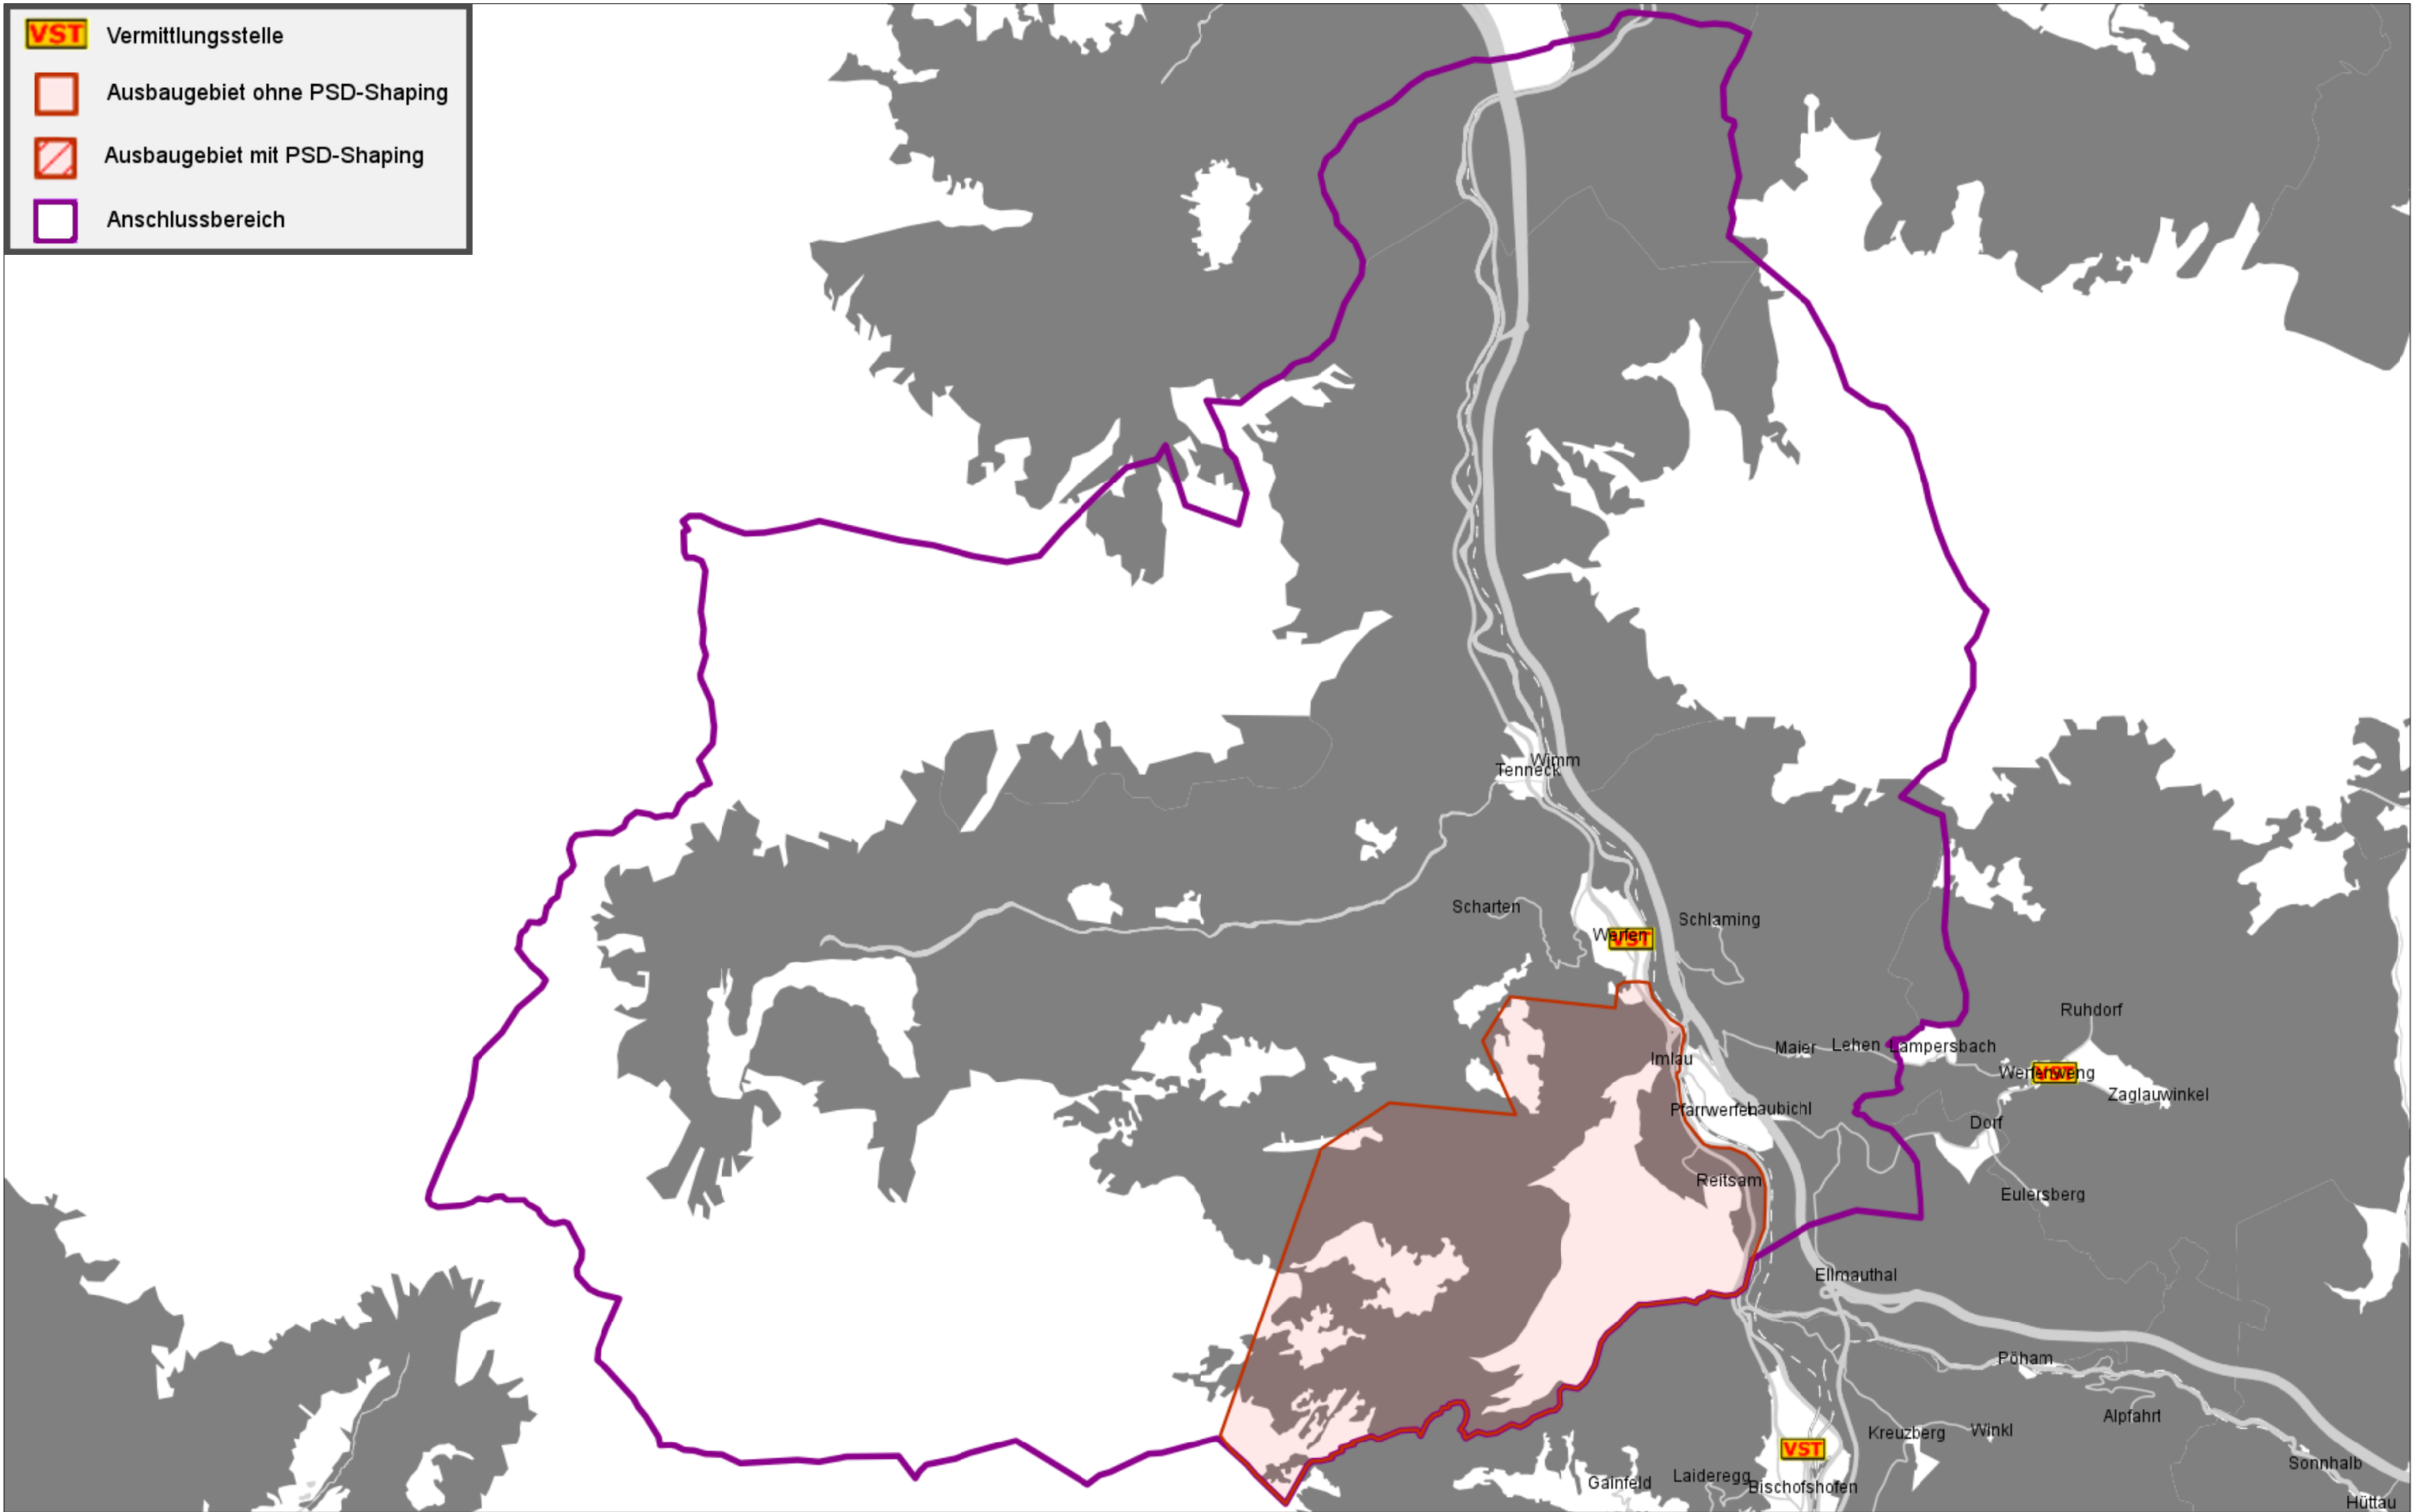 VST Vermittlungsstelle
Ausbaugebiet ohne PSD-Shaping
Ausbaugebiet mit PSD-Shaping
Anschlussbereich
Wimm
Tenneck
Scharten
Schlaming
Werfen
VST
Ruhdorf
Maier
Lehen
Lampersbach
Imlau
Werfenweng
VST
Zaglauwinkel
Pfarrwerfen
Laubichl
Dorf
Reitsam
Eulersberg
Ellmauthal
Pöham
Alpfahrt
Kreuzberg
Winkl
VST
Sonnhalb
Laideregg
Gainfeld
Bischofshofen
Hüttau